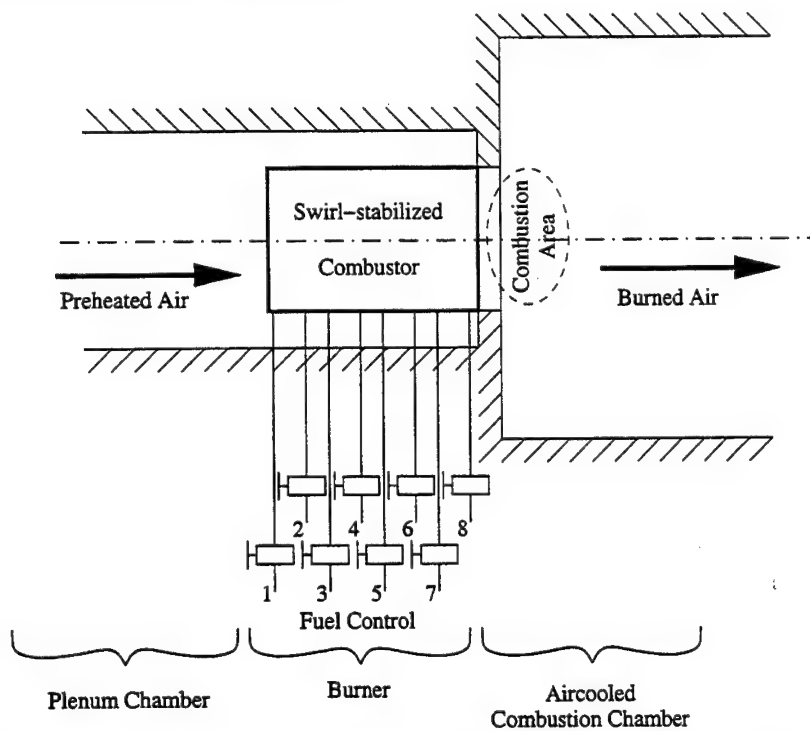 Swirl-stabilized
Combustor
Combustion
Area
Preheated Air
Burned Air
2
4
6
8
1
3
5
7
Fuel Control
Plenum Chamber
Burner
Aircooled
Combustion Chamber